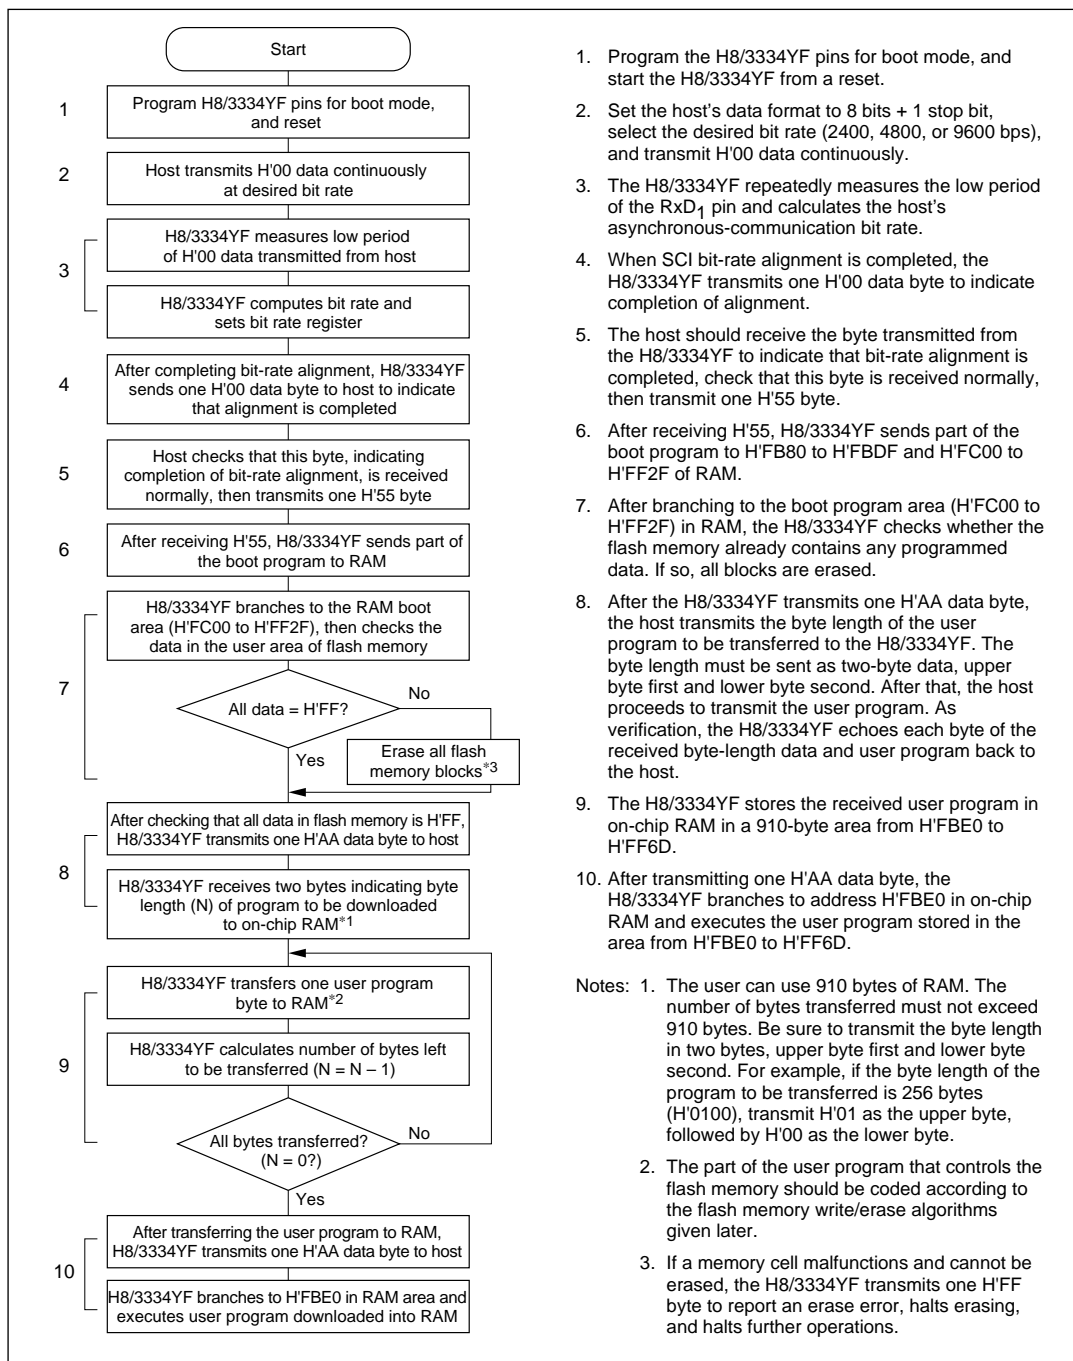 Start
1
Program H8/3334YF pins for boot mode,
and reset
2
Host transmits H'00 data continuously
at desired bit rate
3
H8/3334YF measures low period
of H'00 data transmitted from host
H8/3334YF computes bit rate and
sets bit rate register
4
After completing bit-rate alignment, H8/3334YF
sends one H'00 data byte to host to indicate
that alignment is completed
5
Host checks that this byte, indicating
completion of bit-rate alignment, is received
normally, then transmits one H'55 byte
6
After receiving H'55, H8/3334YF sends part of
the boot program to RAM
7
H8/3334YF branches to the RAM boot
area (H'FC00 to H'FF2F), then checks the
data in the user area of flash memory
All data = H'FF?
No
Yes
Erase all flash
memory blocks*3
8
After checking that all data in flash memory is H'FF,
H8/3334YF transmits one H'AA data byte to host
H8/3334YF receives two bytes indicating byte
length (N) of program to be downloaded
to on-chip RAM*1
9
H8/3334YF transfers one user program
byte to RAM*2
H8/3334YF calculates number of bytes left
to be transferred (N = N – 1)
All bytes transferred?
(N = 0?)
No
Yes
10
After transferring the user program to RAM,
H8/3334YF transmits one H'AA data byte to host
H8/3334YF branches to H'FBE0 in RAM area and
executes user program downloaded into RAM
1. Program the H8/3334YF pins for boot mode, and
start the H8/3334YF from a reset.
2. Set the host's data format to 8 bits + 1 stop bit,
select the desired bit rate (2400, 4800, or 9600 bps),
and transmit H'00 data continuously.
3. The H8/3334YF repeatedly measures the low period
of the RxD1 pin and calculates the host's
asynchronous-communication bit rate.
4. When SCI bit-rate alignment is completed, the
H8/3334YF transmits one H'00 data byte to indicate
completion of alignment.
5. The host should receive the byte transmitted from
the H8/3334YF to indicate that bit-rate alignment is
completed, check that this byte is received normally,
then transmit one H'55 byte.
6. After receiving H'55, H8/3334YF sends part of the
boot program to H'FB80 to H'FBDF and H'FC00 to
H'FF2F of RAM.
7. After branching to the boot program area (H'FC00 to
H'FF2F) in RAM, the H8/3334YF checks whether the
flash memory already contains any programmed
data. If so, all blocks are erased.
8. After the H8/3334YF transmits one H'AA data byte,
the host transmits the byte length of the user
program to be transferred to the H8/3334YF. The
byte length must be sent as two-byte data, upper
byte first and lower byte second. After that, the host
proceeds to transmit the user program. As
verification, the H8/3334YF echoes each byte of the
received byte-length data and user program back to
the host.
9. The H8/3334YF stores the received user program in
on-chip RAM in a 910-byte area from H'FBE0 to
H'FF6D.
10. After transmitting one H'AA data byte, the
H8/3334YF branches to address H'FBE0 in on-chip
RAM and executes the user program stored in the
area from H'FBE0 to H'FF6D.
Notes: 1. The user can use 910 bytes of RAM. The
number of bytes transferred must not exceed
910 bytes. Be sure to transmit the byte length
in two bytes, upper byte first and lower byte
second. For example, if the byte length of the
program to be transferred is 256 bytes
(H'0100), transmit H'01 as the upper byte,
followed by H'00 as the lower byte.
2. The part of the user program that controls the
flash memory should be coded according to
the flash memory write/erase algorithms
given later.
3. If a memory cell malfunctions and cannot be
erased, the H8/3334YF transmits one H'FF
byte to report an erase error, halts erasing,
and halts further operations.